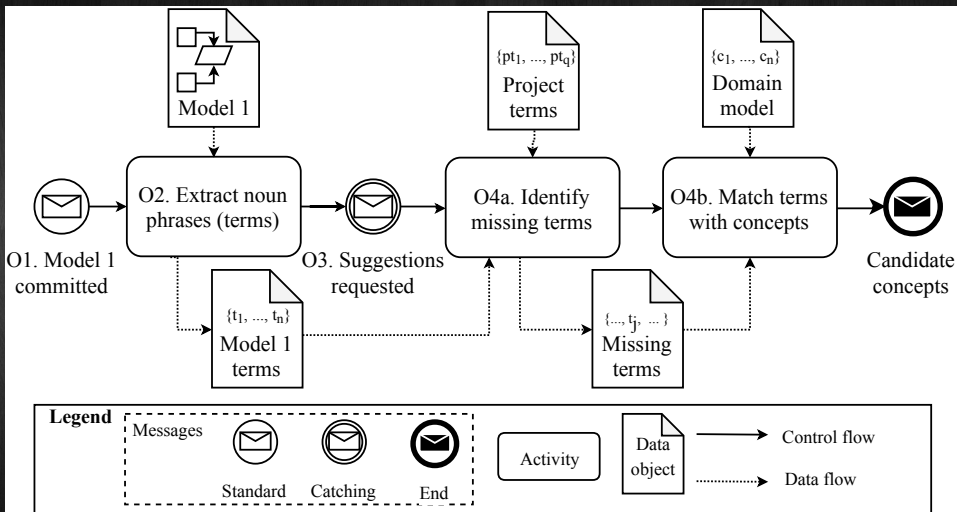 Model 1
{pt1, ..., ptq}
Project
terms
{c1, ..., cn}
Domain
model
O1. Model 1
committed
O2. Extract noun
phrases (terms)
O3. Suggestions
requested
O4a. Identify
missing terms
O4b. Match terms
with concepts
Candidate
concepts
{t1, ..., tn}
Model 1
terms
{..., tj, ... }
Missing
terms
Legend
Messages
Standard
Catching
End
Activity
Data
object
Control flow
Data flow